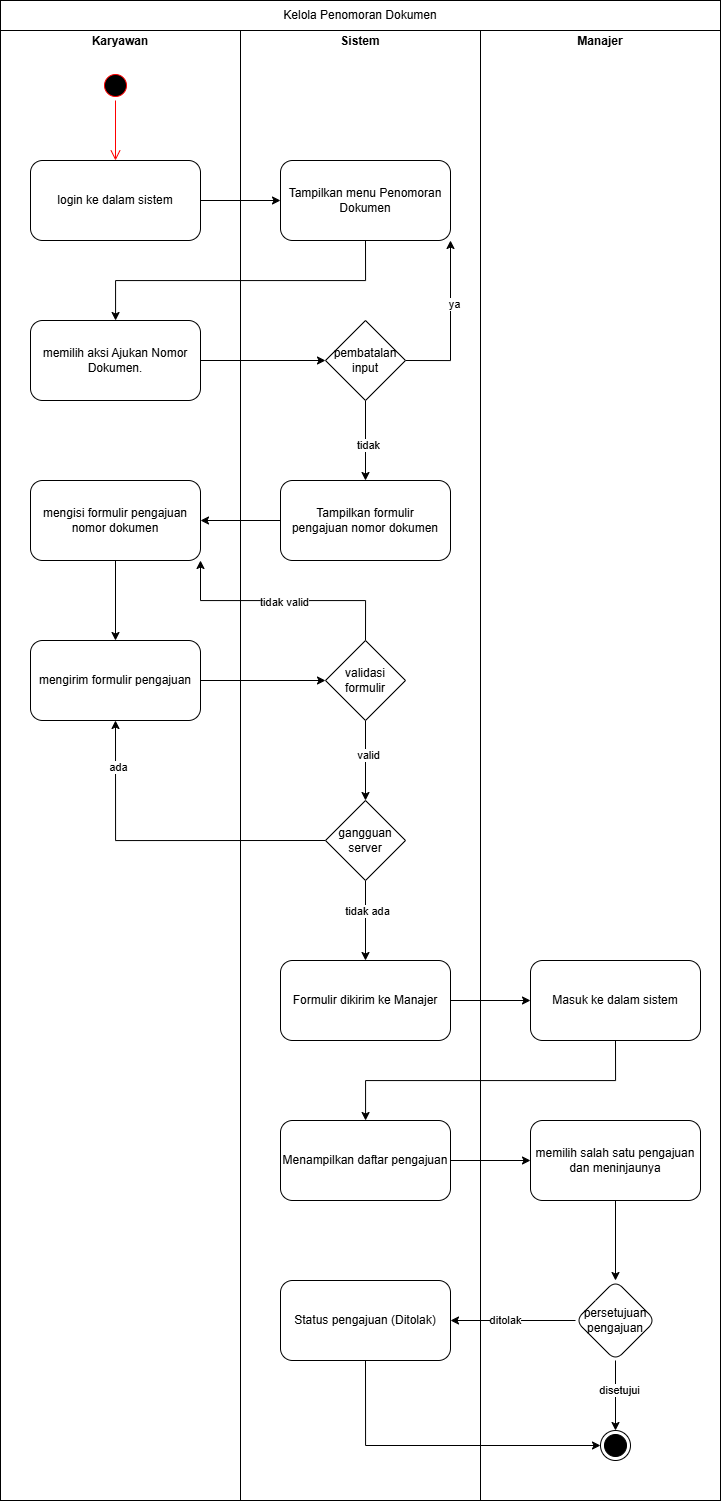 Kelola Penomoran Dokumen
Karyawan
Sistem
Manajer
login ke dalam sistem
Tampilkan menu Penomoran
Dokumen
ya
memilih aksi Ajukan Nomor
Dokumen.
pembatalan
input
tidak
mengisi formulir pengajuan
nomor dokumen
Tampilkan formulir
pengajuan nomor dokumen
tidak valid
mengirim formulir pengajuan
validasi
formulir
valid
ada
gangguan
server
tidak ada
Formulir dikirim ke Manajer
Masuk ke dalam sistem
Menampilkan daftar pengajuan
memilih salah satu pengajuan
dan meninjaunya
Status pengajuan (Ditolak)
ditolak
persetujuan
pengajuan
disetujui